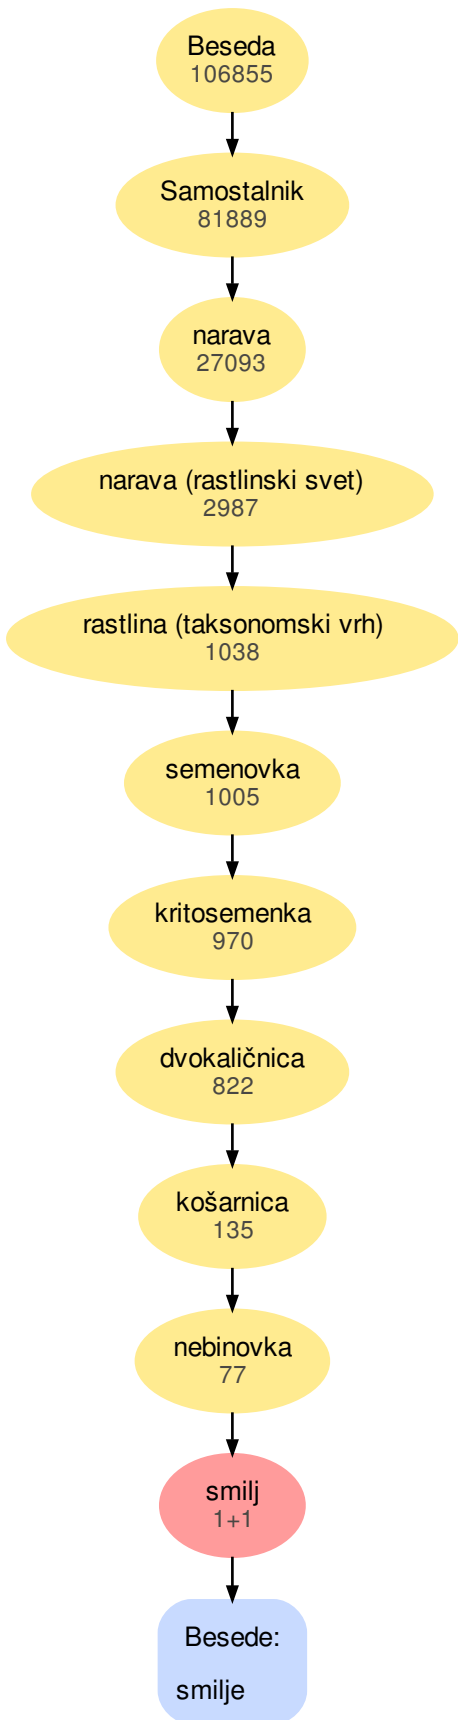 Beseda
106855
Samostalnik
81889
narava
27093
narava (rastlinski svet)
2987
rastlina (taksonomski vrh)
1038
semenovka
1005
kritosemenka
970
dvokaličnica
822
košarnica
135
nebinovka
77
smilj
1+1
Besede:
smilje